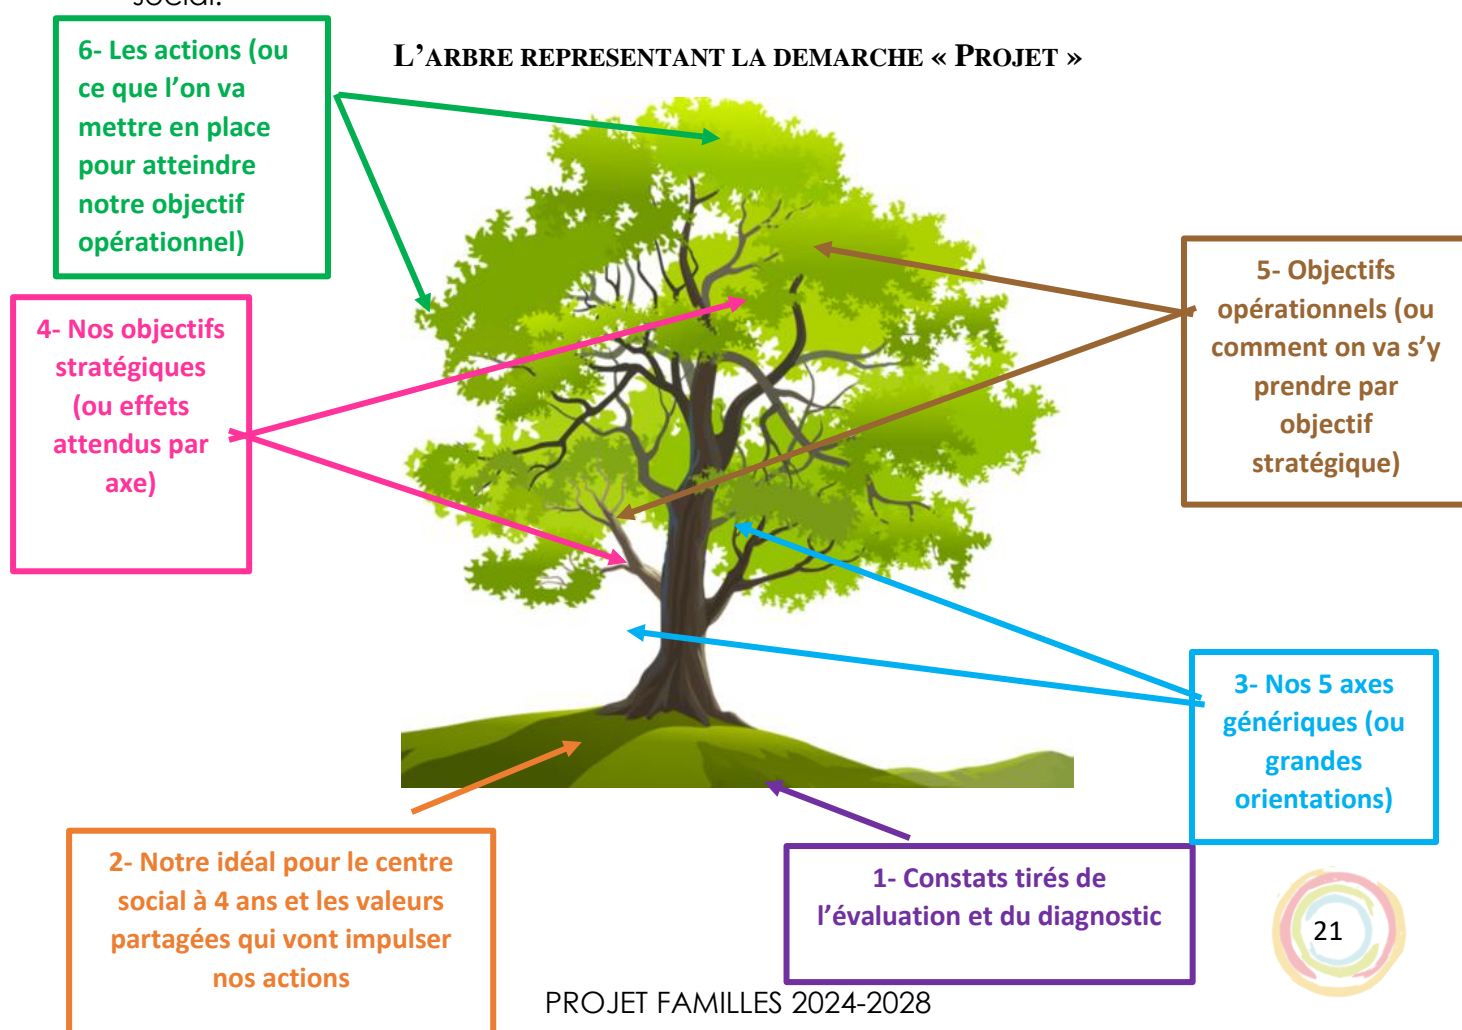 social.
L’ARBRE REPRESENTANT LA DEMARCHE « PROJET »
6- Les actions (ou
ce que l’on va
mettre en place
pour atteindre
notre objectif
opérationnel)
5- Objectifs
opérationnels (ou
comment on va s’y
prendre par
objectif
stratégique)
4- Nos objectifs
stratégiques
(ou effets
attendus par
axe)
3- Nos 5 axes
génériques (ou
grandes
orientations)
2- Notre idéal pour le centre
social à 4 ans et les valeurs
partagées qui vont impulser
nos actions
1- Constats tirés de
l’évaluation et du diagnostic
21
PROJET FAMILLES 2024-2028